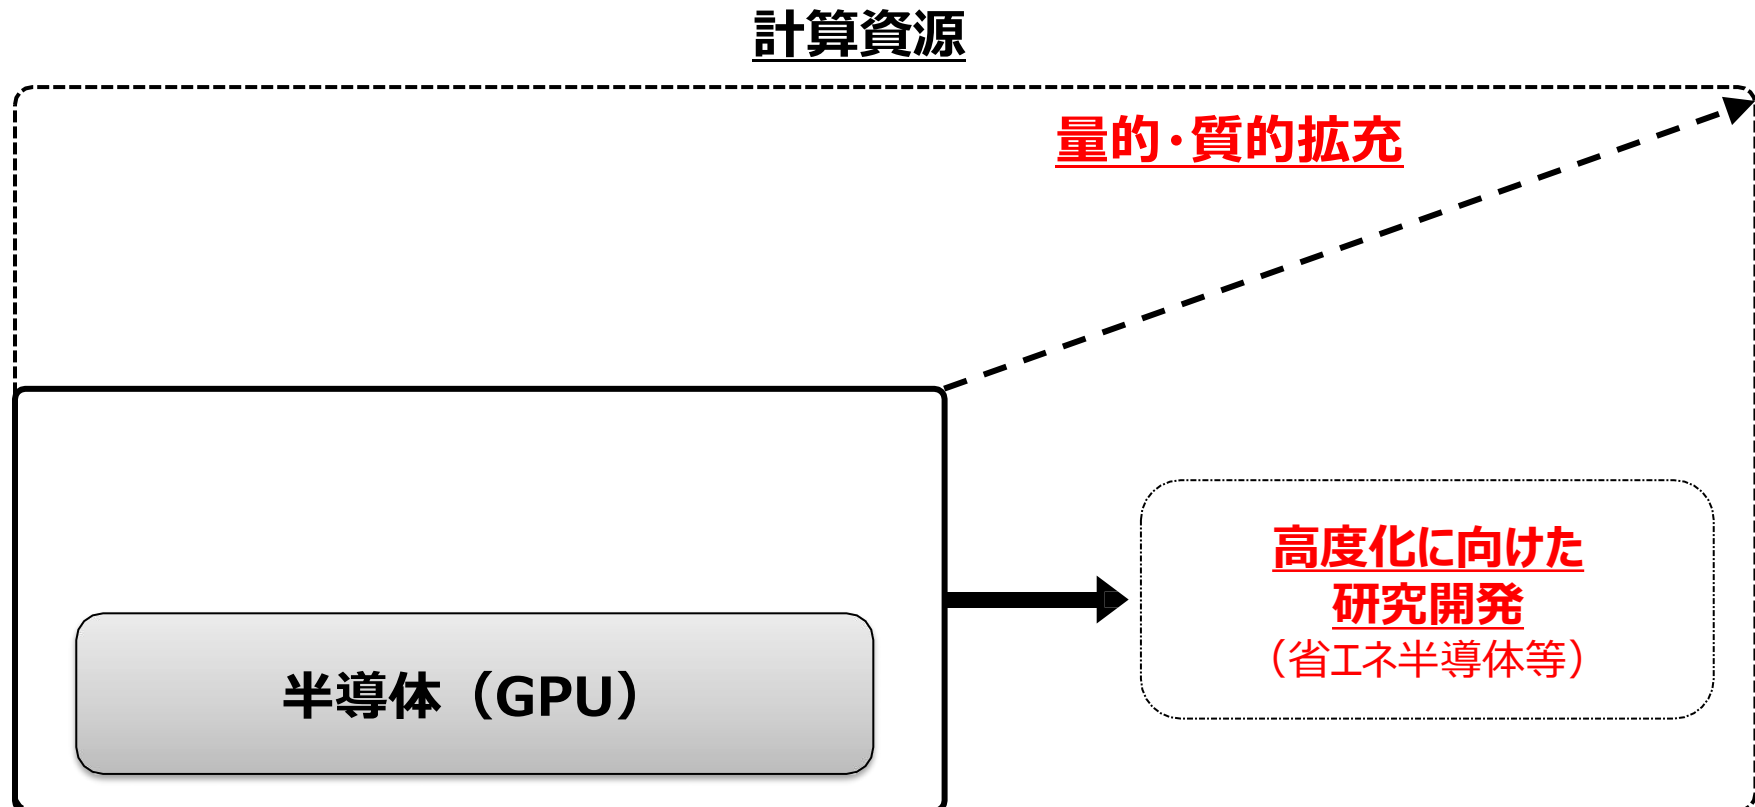 計算資源
量的・質的拡充
高度化に向けた
研究開発
（省エネ半導体等）
半導体（GPU）